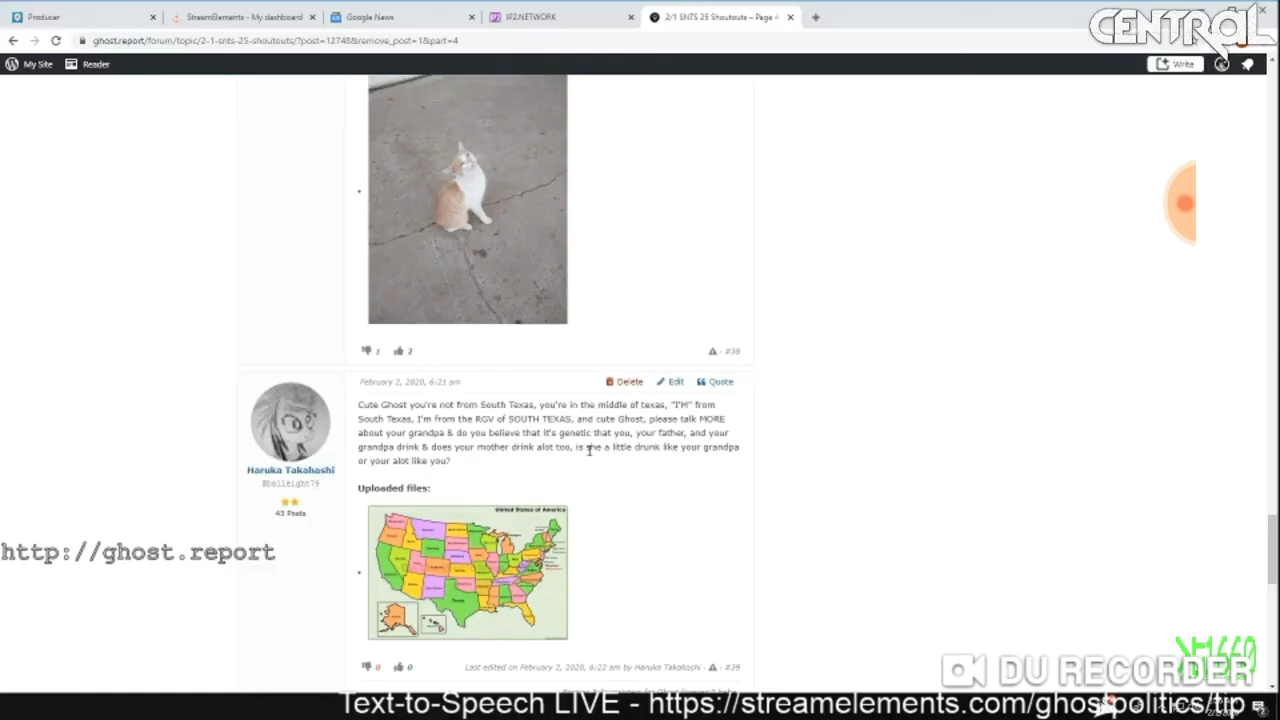 Producer
StreamElements - My dashboard
Google News
IP2.NETWORK
2/1 SNTS 25 Shoutouts – Page 4
CENTRAL
ghost.report/forum/topic/2-1-snts-25-shoutouts/?post=12748&remove_post=1&part=4
My Site
Reader
Write
1
2
#38
February 2, 2020, 6:21 am
Delete
Edit
Quote
Cute Ghost you're not from South Texas, you're in the middle of texas, "I'M" from
South Texas, I'm from the RGV of SOUTH TEXAS, and cute Ghost, please talk MORE
about your grandpa & do you believe that it's genetic that you, your father, and your
grandpa drink & does your mother drink alot too, is she a little drunk like your grandpa
or your alot like you?
Haruka Takahashi
@balleight79
43 Posts
Uploaded files:
United States of America
Texas
http://ghost.report
0
0
Last edited on February 2, 2020, 6:22 am by Haruka Takahashi
#39
DU RECORDER
Text-to-Speech LIVE - https://streamelements.com/ghostpolitics/tip